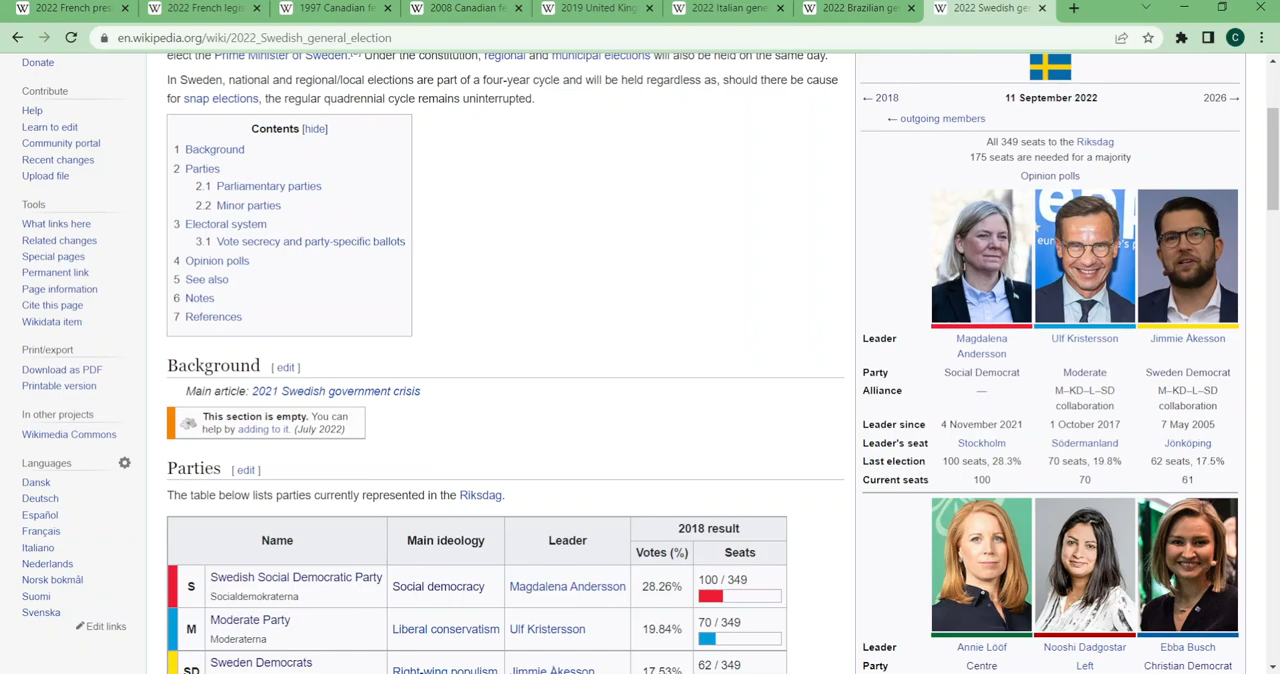 2022 French pres
2022 French legis
1997 Canadian fe
2008 Canadian fe
2019 United King
2022 Italian gene
2022 Brazilian ge
2022 Swedish ge
en.wikipedia.org/wiki/2022_Swedish_general_election
C
Donate
Contribute
Help
Learn to edit
Community portal
Recent changes
Upload file
Tools
What links here
Related changes
Special pages
Permanent link
Page information
Cite this page
Wikidata item
Print/export
Download as PDF
Printable version
In other projects
Wikimedia Commons
Languages
Dansk
Deutsch
Español
Français
Italiano
Nederlands
Norsk bokmål
Suomi
Svenska
Edit links
elect the Prime Minister of Sweden. Under the constitution, regional and municipal elections will also be held on the same day.
In Sweden, national and regional/local elections are part of a four-year cycle and will be held regardless as, should there be cause
for snap elections, the regular quadrennial cycle remains uninterrupted.
Contents [hide]
1 Background
2 Parties
2.1 Parliamentary parties
2.2 Minor parties
3 Electoral system
3.1 Vote secrecy and party-specific ballots
4 Opinion polls
5 See also
6 Notes
7 References
Background [ edit ]
Main article: 2021 Swedish government crisis
This section is empty. You can
help by adding to it. (July 2022)
Parties [ edit ]
The table below lists parties currently represented in the Riksdag.
Name Main ideology Leader 2018 result
Votes (%) Seats
S Swedish Social Democratic Party Social democracy Magdalena Andersson 28.26% 100 / 349
Socialdemokraterna
M Moderate Party Liberal conservatism Ulf Kristersson 19.84% 70 / 349
Moderaterna
SD Sweden Democrats Right-wing populism Jimmie Åkesson 17.53% 62 / 349
← 2018 11 September 2022 2026 →
← outgoing members
All 349 seats to the Riksdag
175 seats are needed for a majority
Opinion polls
Leader Magdalena Andersson Ulf Kristersson Jimmie Åkesson
Party Social Democrat Moderate Sweden Democrat
Alliance — M–KD–L–SD collaboration M–KD–L–SD collaboration
Leader since 4 November 2021 1 October 2017 7 May 2005
Leader's seat Stockholm Södermanland Jönköping
Last election 100 seats, 28.3% 70 seats, 19.8% 62 seats, 17.5%
Current seats 100 70 61
Leader Annie Lööf Nooshi Dadgostar Ebba Busch
Party Centre Left Christian Democrat